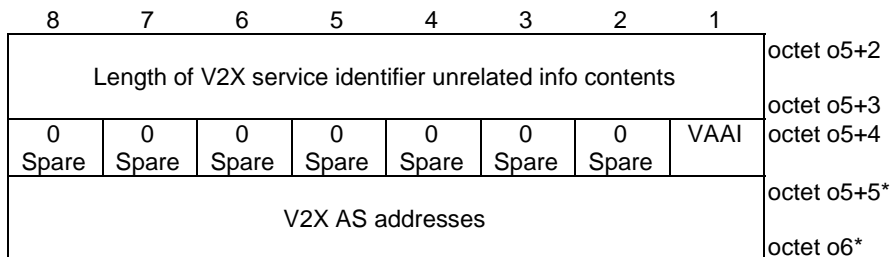 8 7 6 5 4 3 2 1
octet o5+2
Length of V2X service identifier unrelated info contents
octet o5+3
0 0 0 0 0 0 0 VAAI octet o5+4
Spare Spare Spare Spare Spare Spare Spare
octet o5+5*
V2X AS addresses
octet o6*